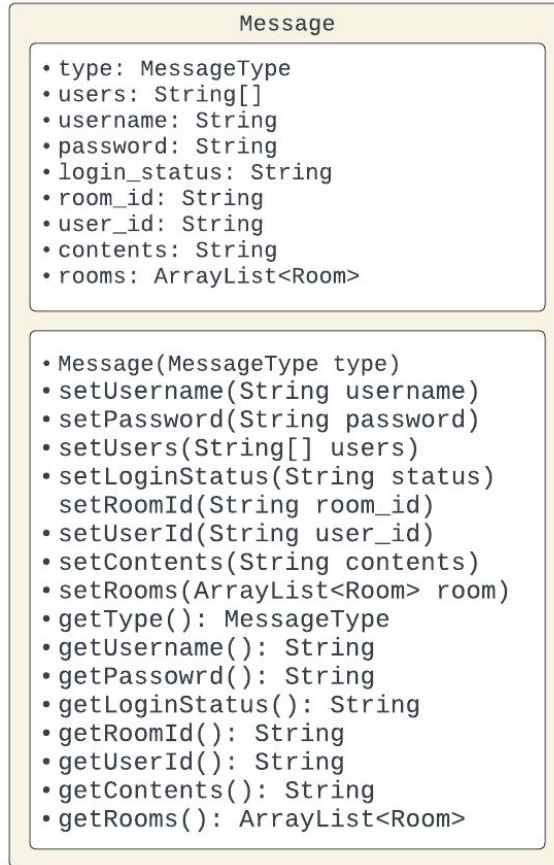 Message
• type: MessageType
• users: String[]
• username: String
• password: String
• login_status: String
• room_id: String
• user_id: String
• contents: String
• rooms: ArrayList<Room>
• Message(MessageType type)
• setUsername(String username)
• setPassword(String password)
• setUsers(String[] users)
• setLoginStatus(String status)
setRoomId(String room_id)
• setUserId(String user_id)
• setContents(String contents)
• setRooms(ArrayList<Room> room)
• getType(): MessageType
• getUsername(): String
• getPassowrd(): String
• getLoginStatus(): String
• getRoomId(): String
• getUserId(): String
• getContents(): String
• getRooms(): ArrayList<Room>